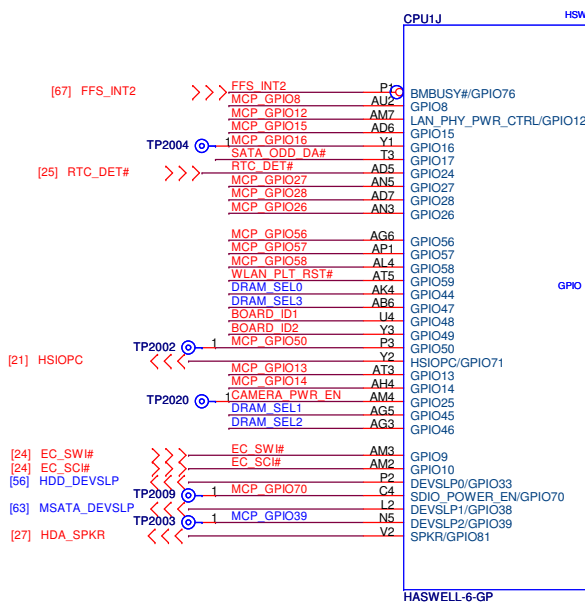 CPU1J
HSW
[67] FFS_INT2 FFS_INT2 P1 BMBUSY#/GPIO76
MCP_GPIO8 AU2 GPIO8
MCP_GPIO12 AM7 LAN_PHY_PWR_CTRL/GPIO12
MCP_GPIO15 AD6 GPIO15
TP2004 1 MCP_GPIO16 Y1 GPIO16
SATA_ODD_DA# T3 GPIO17
[25] RTC_DET# RTC_DET# AD5 GPIO24
MCP_GPIO27 AN5 GPIO27
MCP_GPIO28 AD7 GPIO28
MCP_GPIO26 AN3 GPIO26
MCP_GPIO56 AG6 GPIO56
MCP_GPIO57 AP1 GPIO57
MCP_GPIO58 AL4 GPIO58
WLAN_PLT_RST# AT5 GPIO59
DRAM_SEL0 AK4 GPIO44
GPIO
DRAM_SEL3 AB6 GPIO47
BOARD_ID1 U4 GPIO48
BOARD_ID2 Y3 GPIO49
TP2002 1 MCP_GPIO50 P3 GPIO50
[21] HSIOPC Y2 HSIOPC/GPIO71
MCP_GPIO13 AT3 GPIO13
MCP_GPIO14 AH4 GPIO14
TP2020 1 CAMERA_PWR_EN AM4 GPIO25
DRAM_SEL1 AG5 GPIO45
DRAM_SEL2 AG3 GPIO46
[24] EC_SWI# EC_SWI# AM3 GPIO9
[24] EC_SCI# EC_SCI# AM2 GPIO10
[56] HDD_DEVSLP P2 DEVSLP0/GPIO33
TP2009 1 MCP_GPIO70 C4 SDIO_POWER_EN/GPIO70
[63] MSATA_DEVSLP L2 DEVSLP1/GPIO38
TP2003 1 MCP_GPIO39 N5 DEVSLP2/GPIO39
[27] HDA_SPKR V2 SPKR/GPIO81
HASWELL-6-GP